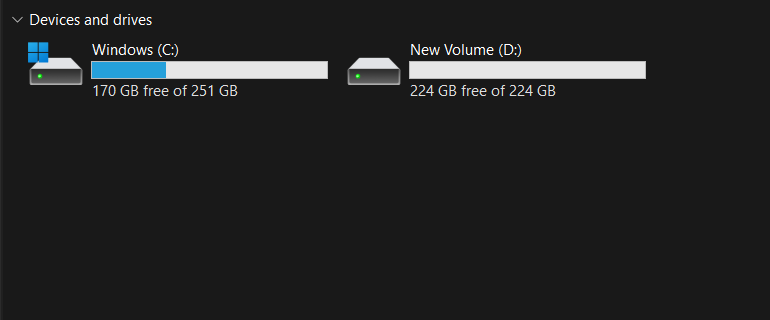 Devices and drives
Windows (C:)
170 GB free of 251 GB
New Volume (D:)
224 GB free of 224 GB